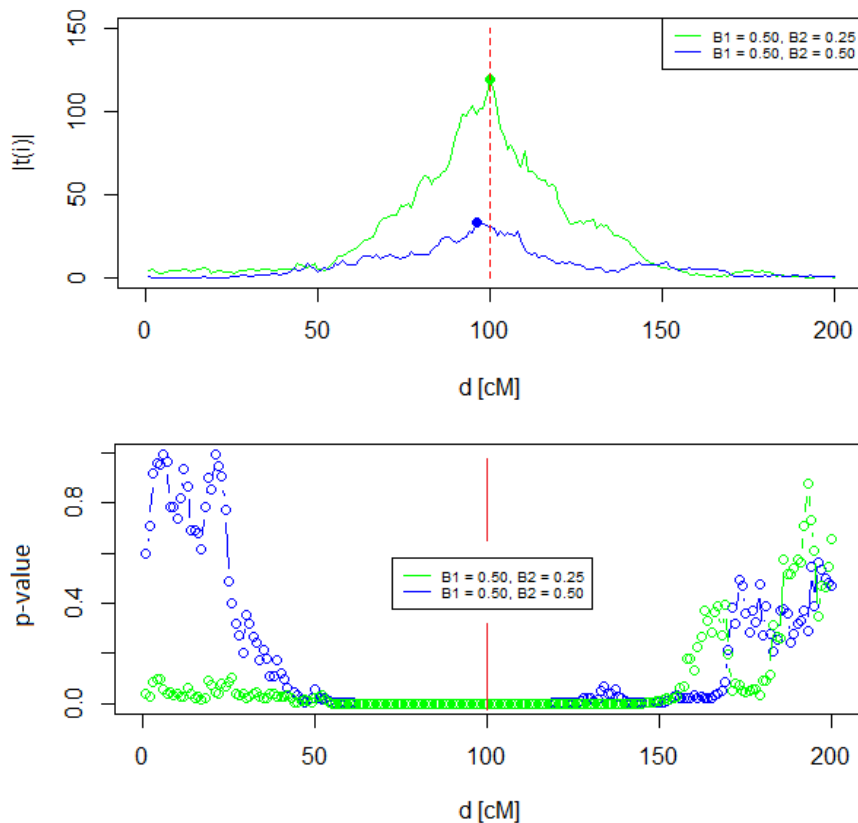 150
100
50
0
|t(i)|
B1 = 0.50, B2 = 0.25
B1 = 0.50, B2 = 0.50
0 50 100 150 200
d [cM]
0.8
0.4
0.0
p-value
B1 = 0.50, B2 = 0.25
B1 = 0.50, B2 = 0.50
0 50 100 150 200
d [cM]